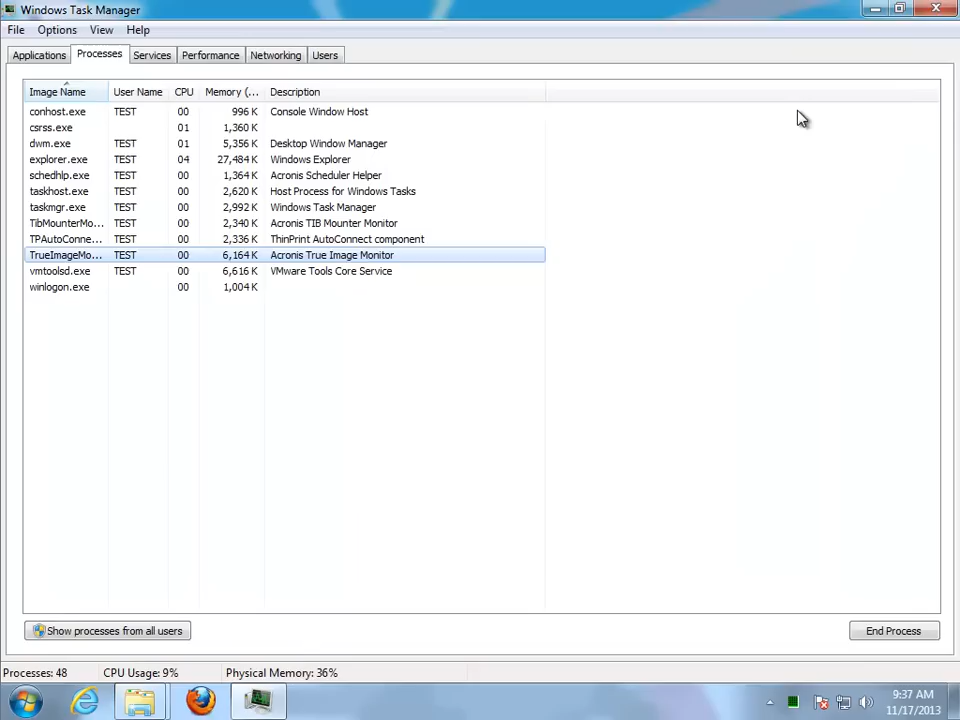 Windows Task Manager
File Options View Help
Applications Processes Services Performance Networking Users
Image Name User Name CPU Memory (... Description
conhost.exe TEST 00 996 K Console Window Host
csrss.exe 01 1,360 K
dwm.exe TEST 01 5,356 K Desktop Window Manager
explorer.exe TEST 04 27,484 K Windows Explorer
schedhlp.exe TEST 00 1,364 K Acronis Scheduler Helper
taskhost.exe TEST 00 2,620 K Host Process for Windows Tasks
taskmgr.exe TEST 00 2,992 K Windows Task Manager
TibMounterMo... TEST 00 2,340 K Acronis TIB Mounter Monitor
TPAutoConne... TEST 00 2,336 K ThinPrint AutoConnect component
TrueImageMo... TEST 00 6,164 K Acronis True Image Monitor
vmtoolsd.exe TEST 00 6,616 K VMware Tools Core Service
winlogon.exe 00 1,004 K
Show processes from all users End Process
Processes: 48 CPU Usage: 9% Physical Memory: 36%
9:37 AM
11/17/2013